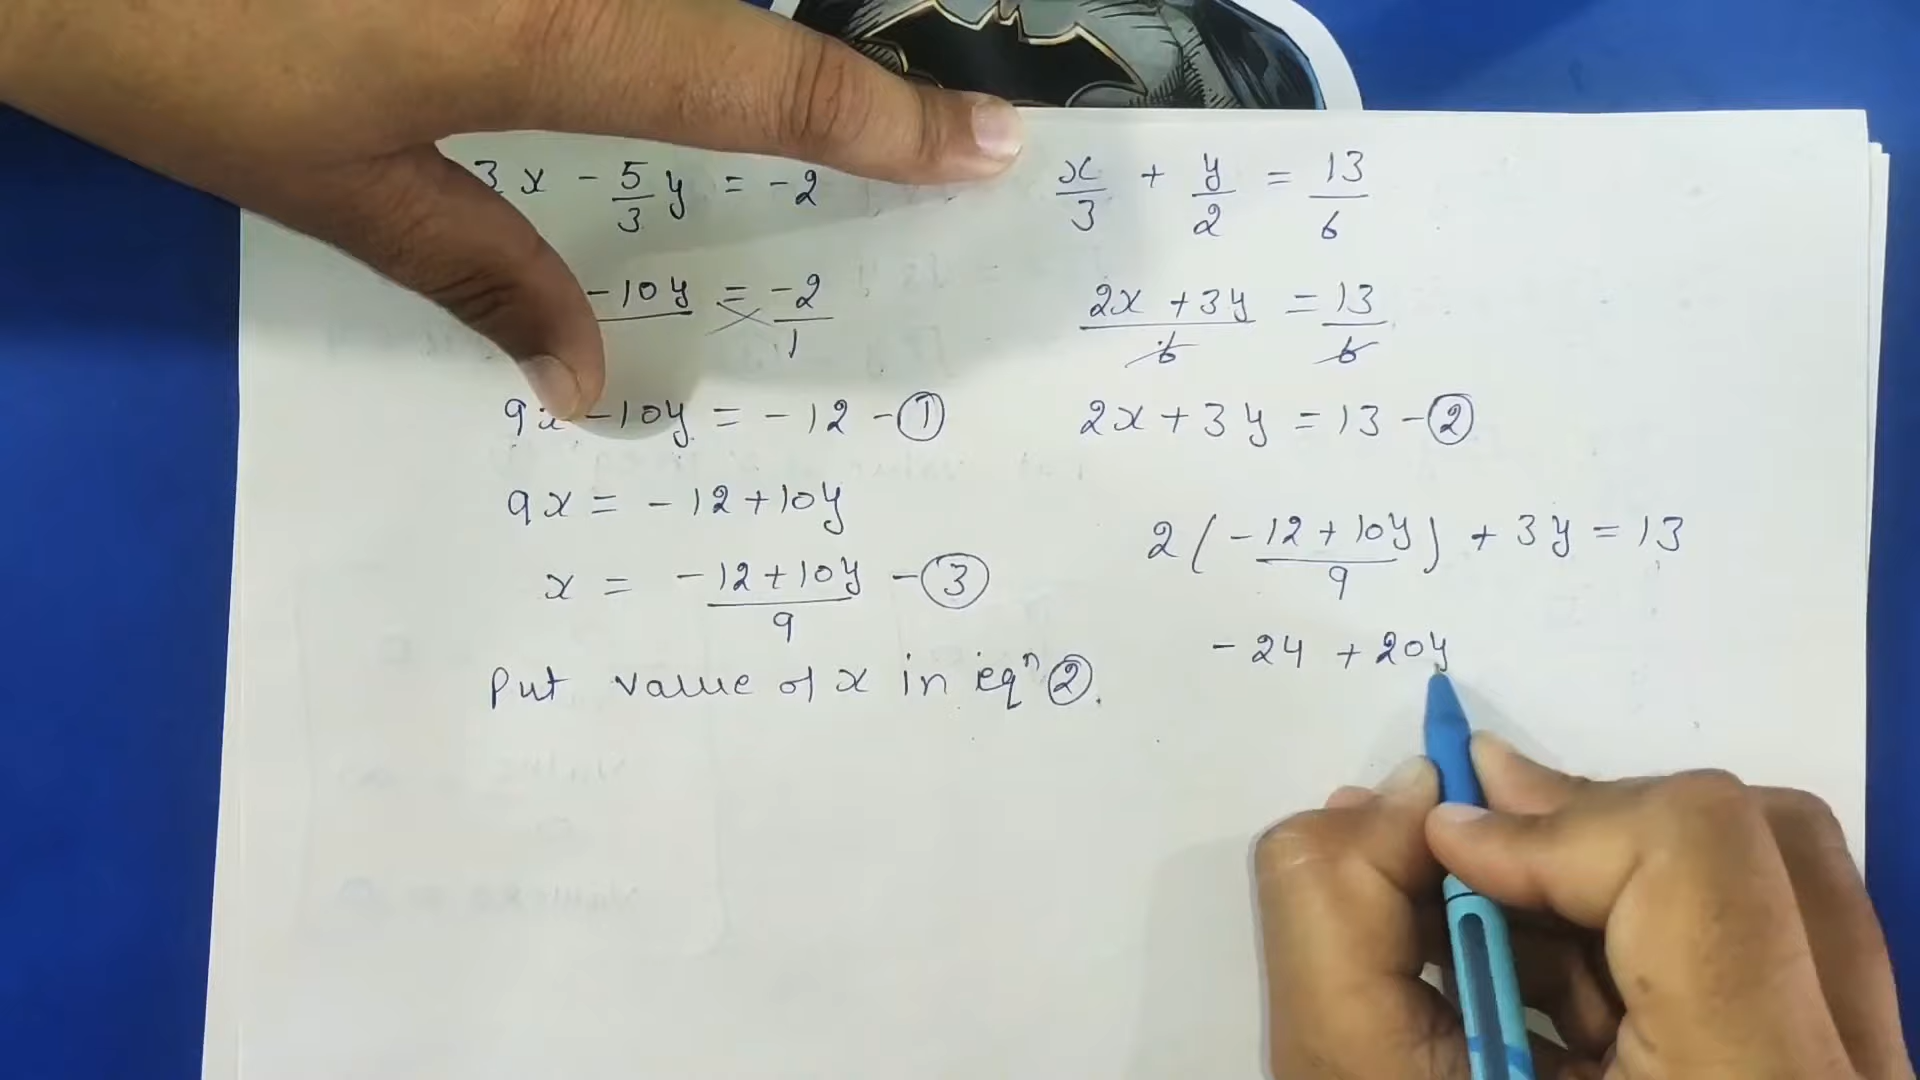 3x - 5/3 y = -2
- 10y = -2/1
9x - 10y = -12 - ①
9x = -12 + 10y
x = -12 + 10y / 9 - ③
Put value of x in eqⁿ ②.
x/3 + y/2 = 13/6
2x + 3y / 6 = 13/6
2x + 3y = 13 - ②
2(-12 + 10y / 9) + 3y = 13
-24 + 20y